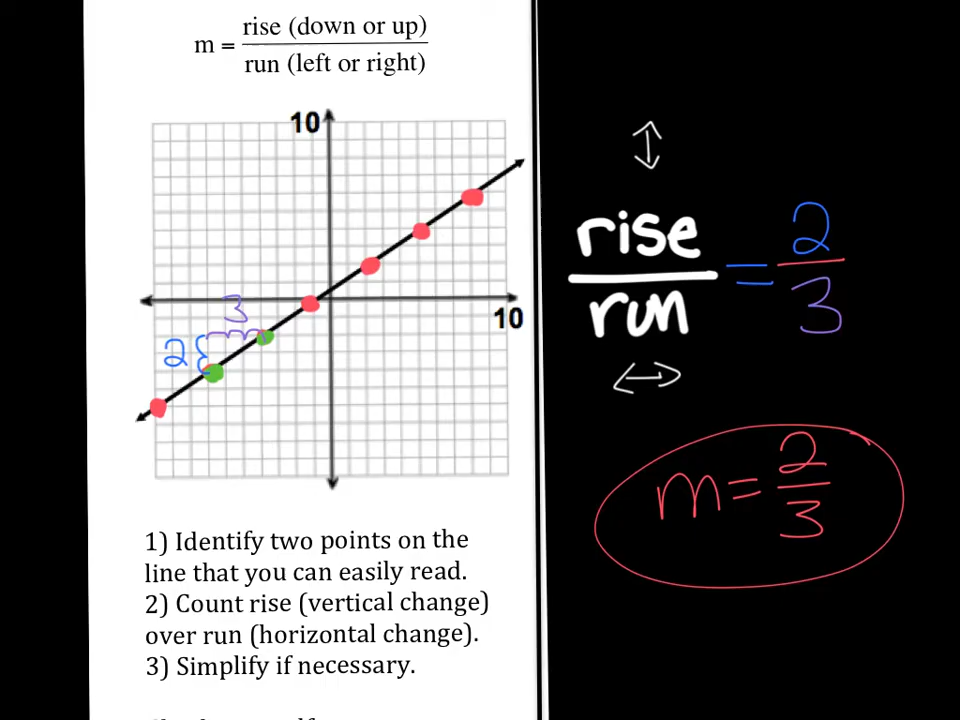 m = rise (down or up)
run (left or right)
10
10
3
2
1) Identify two points on the
line that you can easily read.
2) Count rise (vertical change)
over run (horizontal change).
3) Simplify if necessary.
rise
run
= 2
3
m = 2
3